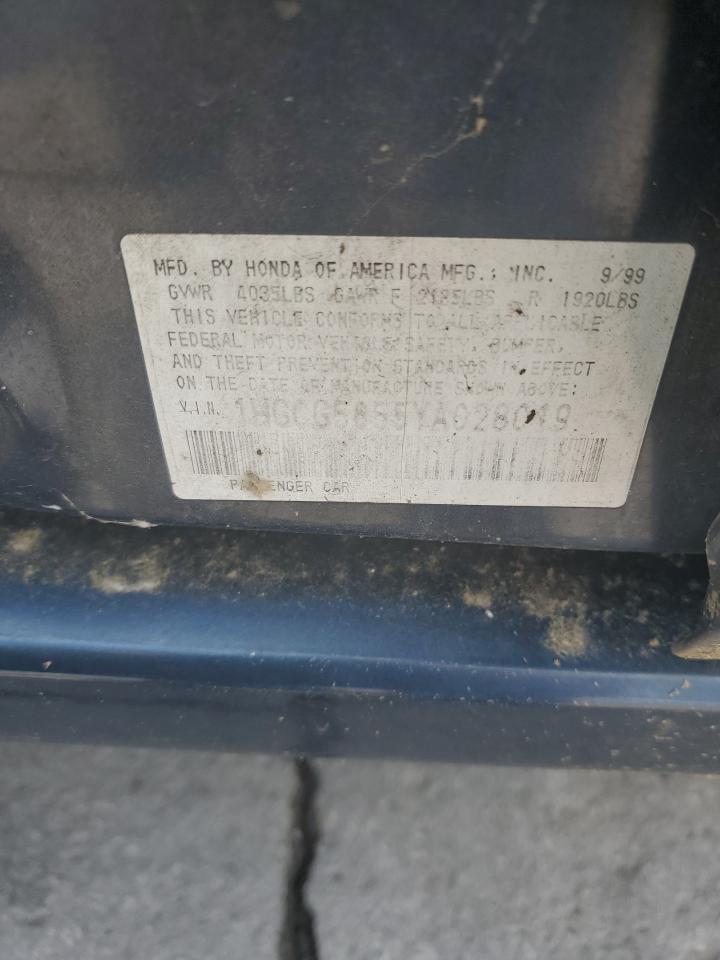 MFD. BY HONDA OF AMERICA MFG., INC. 9/99
GVWR 4035LBS GAWR F R 1920LBS
THIS VEHICLE CONFORMS TO ALL APPLICABLE
FEDERAL MOTOR VEHICLE SAFETY, BUMPER,
AND THEFT PREVENTION STANDARDS IN EFFECT
ON THE DATE OF MANUFACTURE SHOWN ABOVE:
V.I.N. 1HGCG5655YA028019
PASSENGER CAR